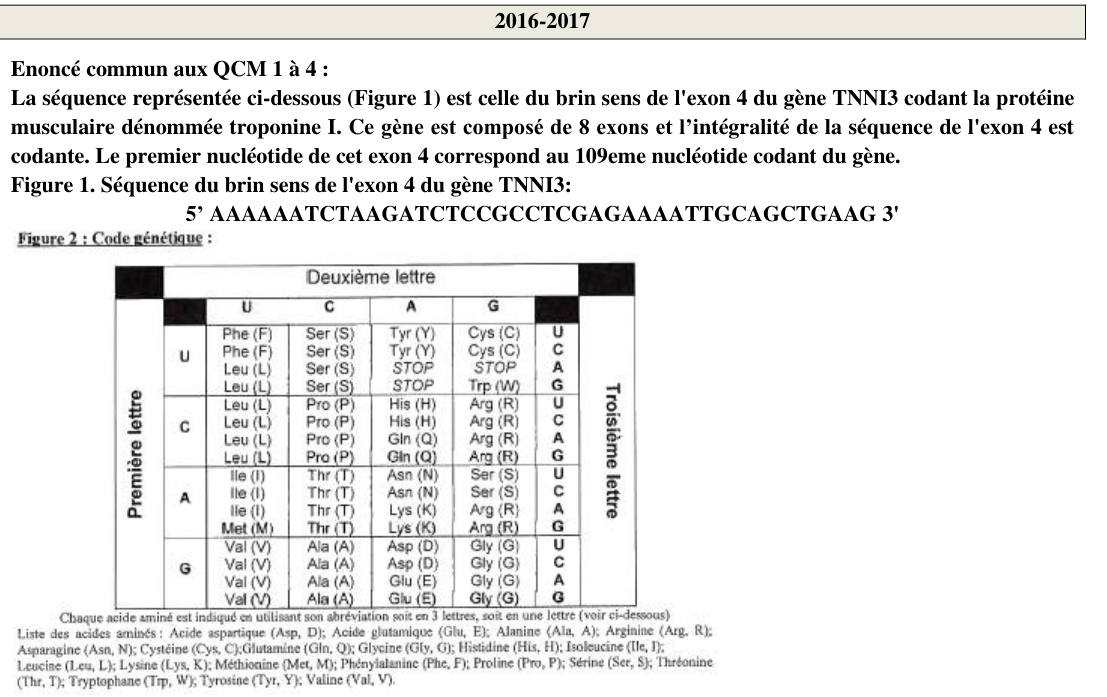 2016-2017
Enoncé commun aux QCM 1 à 4 :
La séquence représentée ci-dessous (Figure 1) est celle du brin sens de l'exon 4 du gène TNNI3 codant la protéine
musculaire dénommée troponine I. Ce gène est composé de 8 exons et l’intégralité de la séquence de l'exon 4 est
codante. Le premier nucléotide de cet exon 4 correspond au 109eme nucléotide codant du gène.
Figure 1. Séquence du brin sens de l'exon 4 du gène TNNI3:
5’ AAAAAATCTAAGATCTCCGCCTCGAGAAAATTGCAGCTGAAG 3'
Figure 2 : Code génétique :
Deuxième lettre
U C A G
Première lettre
Troisième lettre
U
Phe (F) Ser (S) Tyr (Y) Cys (C) U
Phe (F) Ser (S) Tyr (Y) Cys (C) C
Leu (L) Ser (S) STOP STOP A
Leu (L) Ser (S) STOP Trp (W) G
C
Leu (L) Pro (P) His (H) Arg (R) U
Leu (L) Pro (P) His (H) Arg (R) C
Leu (L) Pro (P) Gln (Q) Arg (R) A
Leu (L) Pro (P) Gln (Q) Arg (R) G
A
Ile (I) Thr (T) Asn (N) Ser (S) U
Ile (I) Thr (T) Asn (N) Ser (S) C
Ile (I) Thr (T) Lys (K) Arg (R) A
Met (M) Thr (T) Lys (K) Arg (R) G
G
Val (V) Ala (A) Asp (D) Gly (G) U
Val (V) Ala (A) Asp (D) Gly (G) C
Val (V) Ala (A) Glu (E) Gly (G) A
Val (V) Ala (A) Glu (E) Gly (G) G
Chaque acide aminé est indiqué en utilisant son abréviation soit en 3 lettres, soit en une lettre (voir ci-dessous)
Liste des acides aminés : Acide aspartique (Asp, D); Acide glutamique (Glu, E); Alanine (Ala, A); Arginine (Arg, R);
Asparagine (Asn, N); Cystéine (Cys, C);Glutamine (Gln, Q); Glycine (Gly, G); Histidine (His, H); Isoleucine (Ile, I);
Leucine (Leu, L); Lysine (Lys, K); Méthionine (Met, M); Phénylalanine (Phe, F); Proline (Pro, P); Sérine (Ser, S); Thréonine
(Thr, T); Tryptophane (Trp, W); Tyrosine (Tyr, Y); Valine (Val, V).